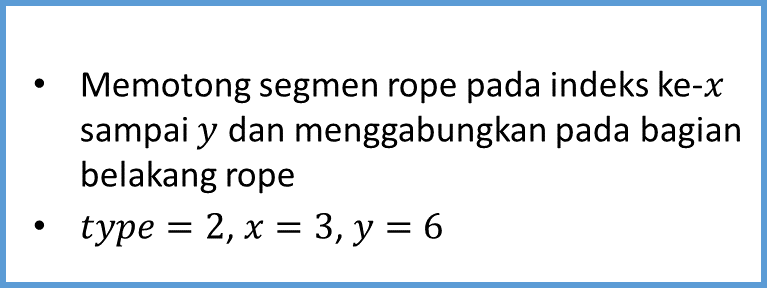 • Memotong segmen rope pada indeks ke-x
sampai y dan menggabungkan pada bagian
belakang rope
• type = 2, x = 3, y = 6